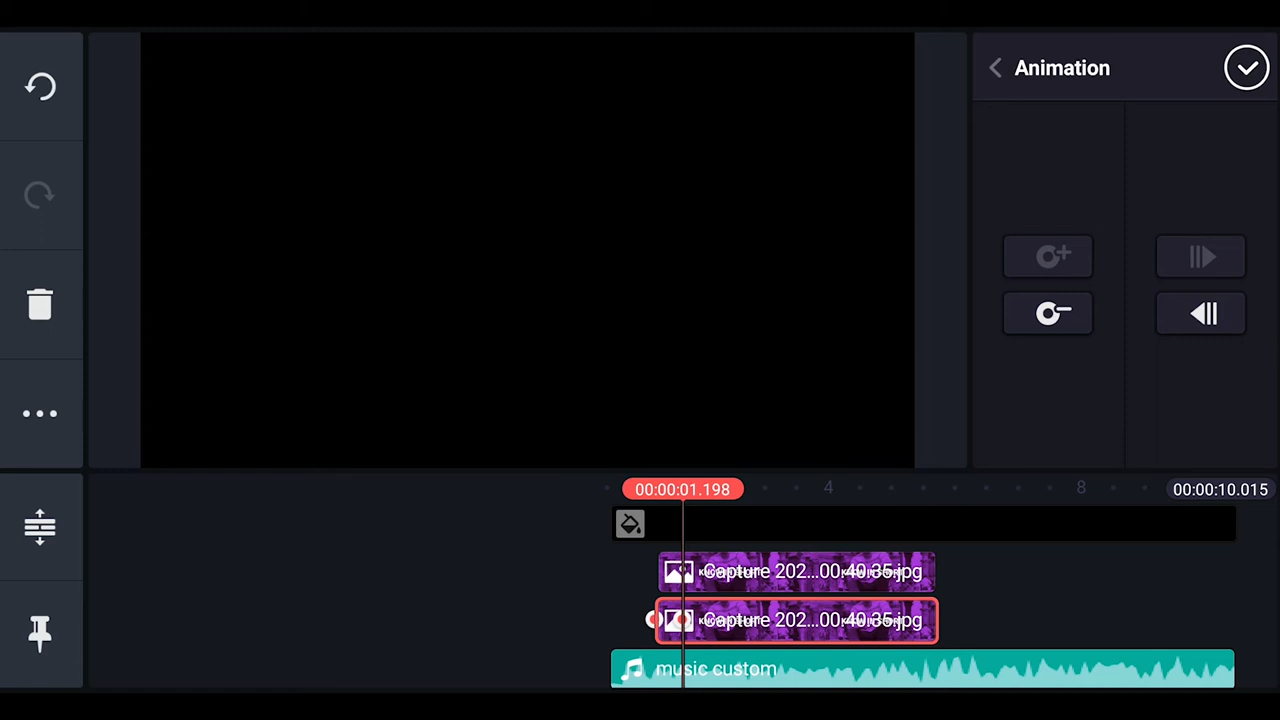 Animation
00:00:01.198
4
8
00:00:10.015
Capture 202...00:40.35.jpg
Capture 202...00:40.35.jpg
music custom